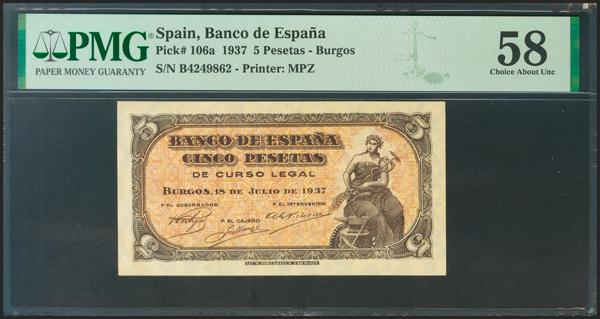 PMG
PAPER MONEY GUARANTY
Spain, Banco de España
Pick# 106a 1937 5 Pesetas - Burgos
S/N B4249862 - Printer: MPZ
58
Choice About Unc
5
5
BANCO DE ESPAÑA
CINCO PESETAS
DE CURSO LEGAL
BURGOS, 18 DE JULIO DE 1937
P. EL GOBERNADOR
P. EL INTERVENTOR
P. EL CAJERO
5
5